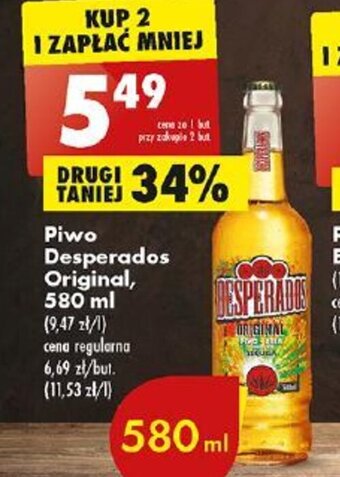 KUP 2
I ZAPŁAĆ MNIEJ
5 49
cena za 1 but.
przy zakupie 2 but.
DRUGI
TANIEJ 34%
Piwo
Desperados
Original,
580 ml
(9,47 zł/l)
cena regularna
6,69 zł/but.
(11,53 zł/l)
DESPERADOS
ORIGINAL
580 ml